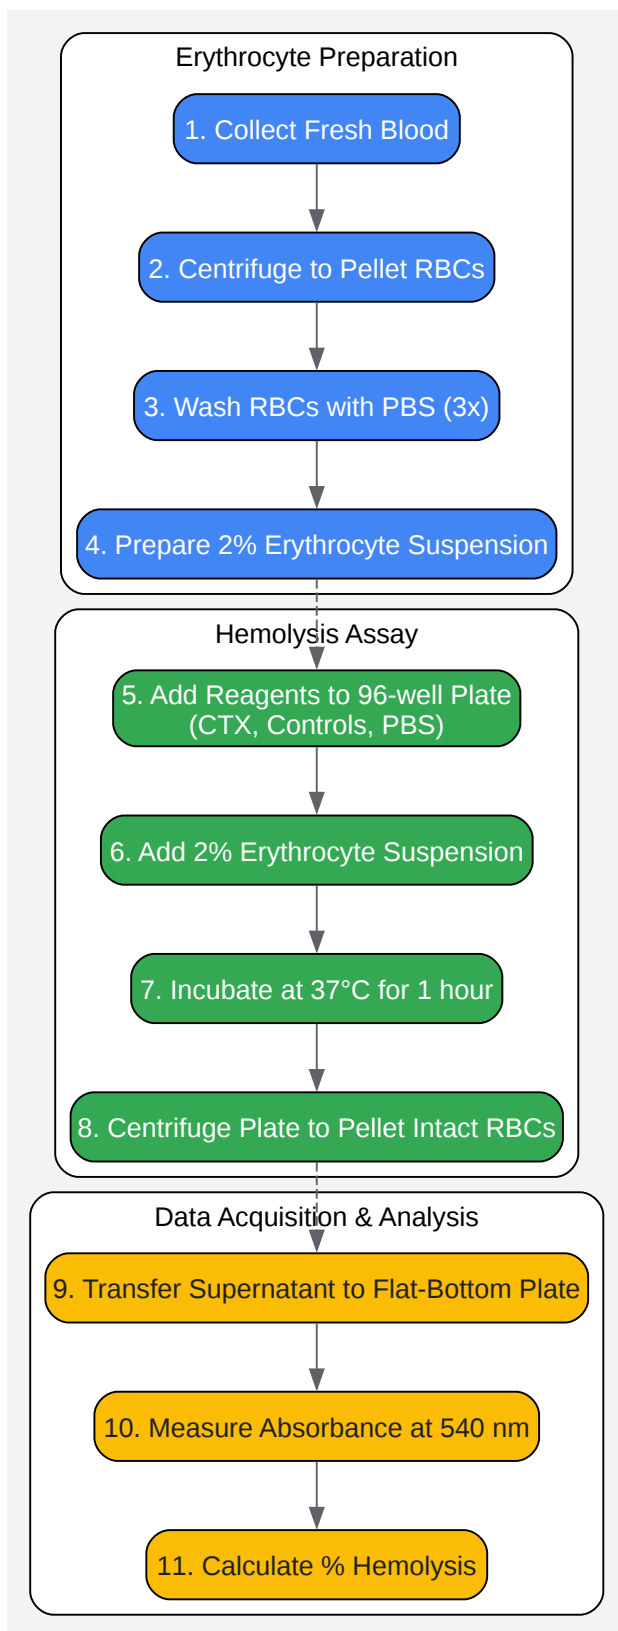 Erythrocyte Preparation
1. Collect Fresh Blood
2. Centrifuge to Pellet RBCs
3. Wash RBCs with PBS (3x)
4. Prepare 2% Erythrocyte Suspension
Hemolysis Assay
5. Add Reagents to 96-well Plate
(CTX, Controls, PBS)
6. Add 2% Erythrocyte Suspension
7. Incubate at 37°C for 1 hour
8. Centrifuge Plate to Pellet Intact RBCs
Data Acquisition & Analysis
9. Transfer Supernatant to Flat-Bottom Plate
10. Measure Absorbance at 540 nm
11. Calculate % Hemolysis